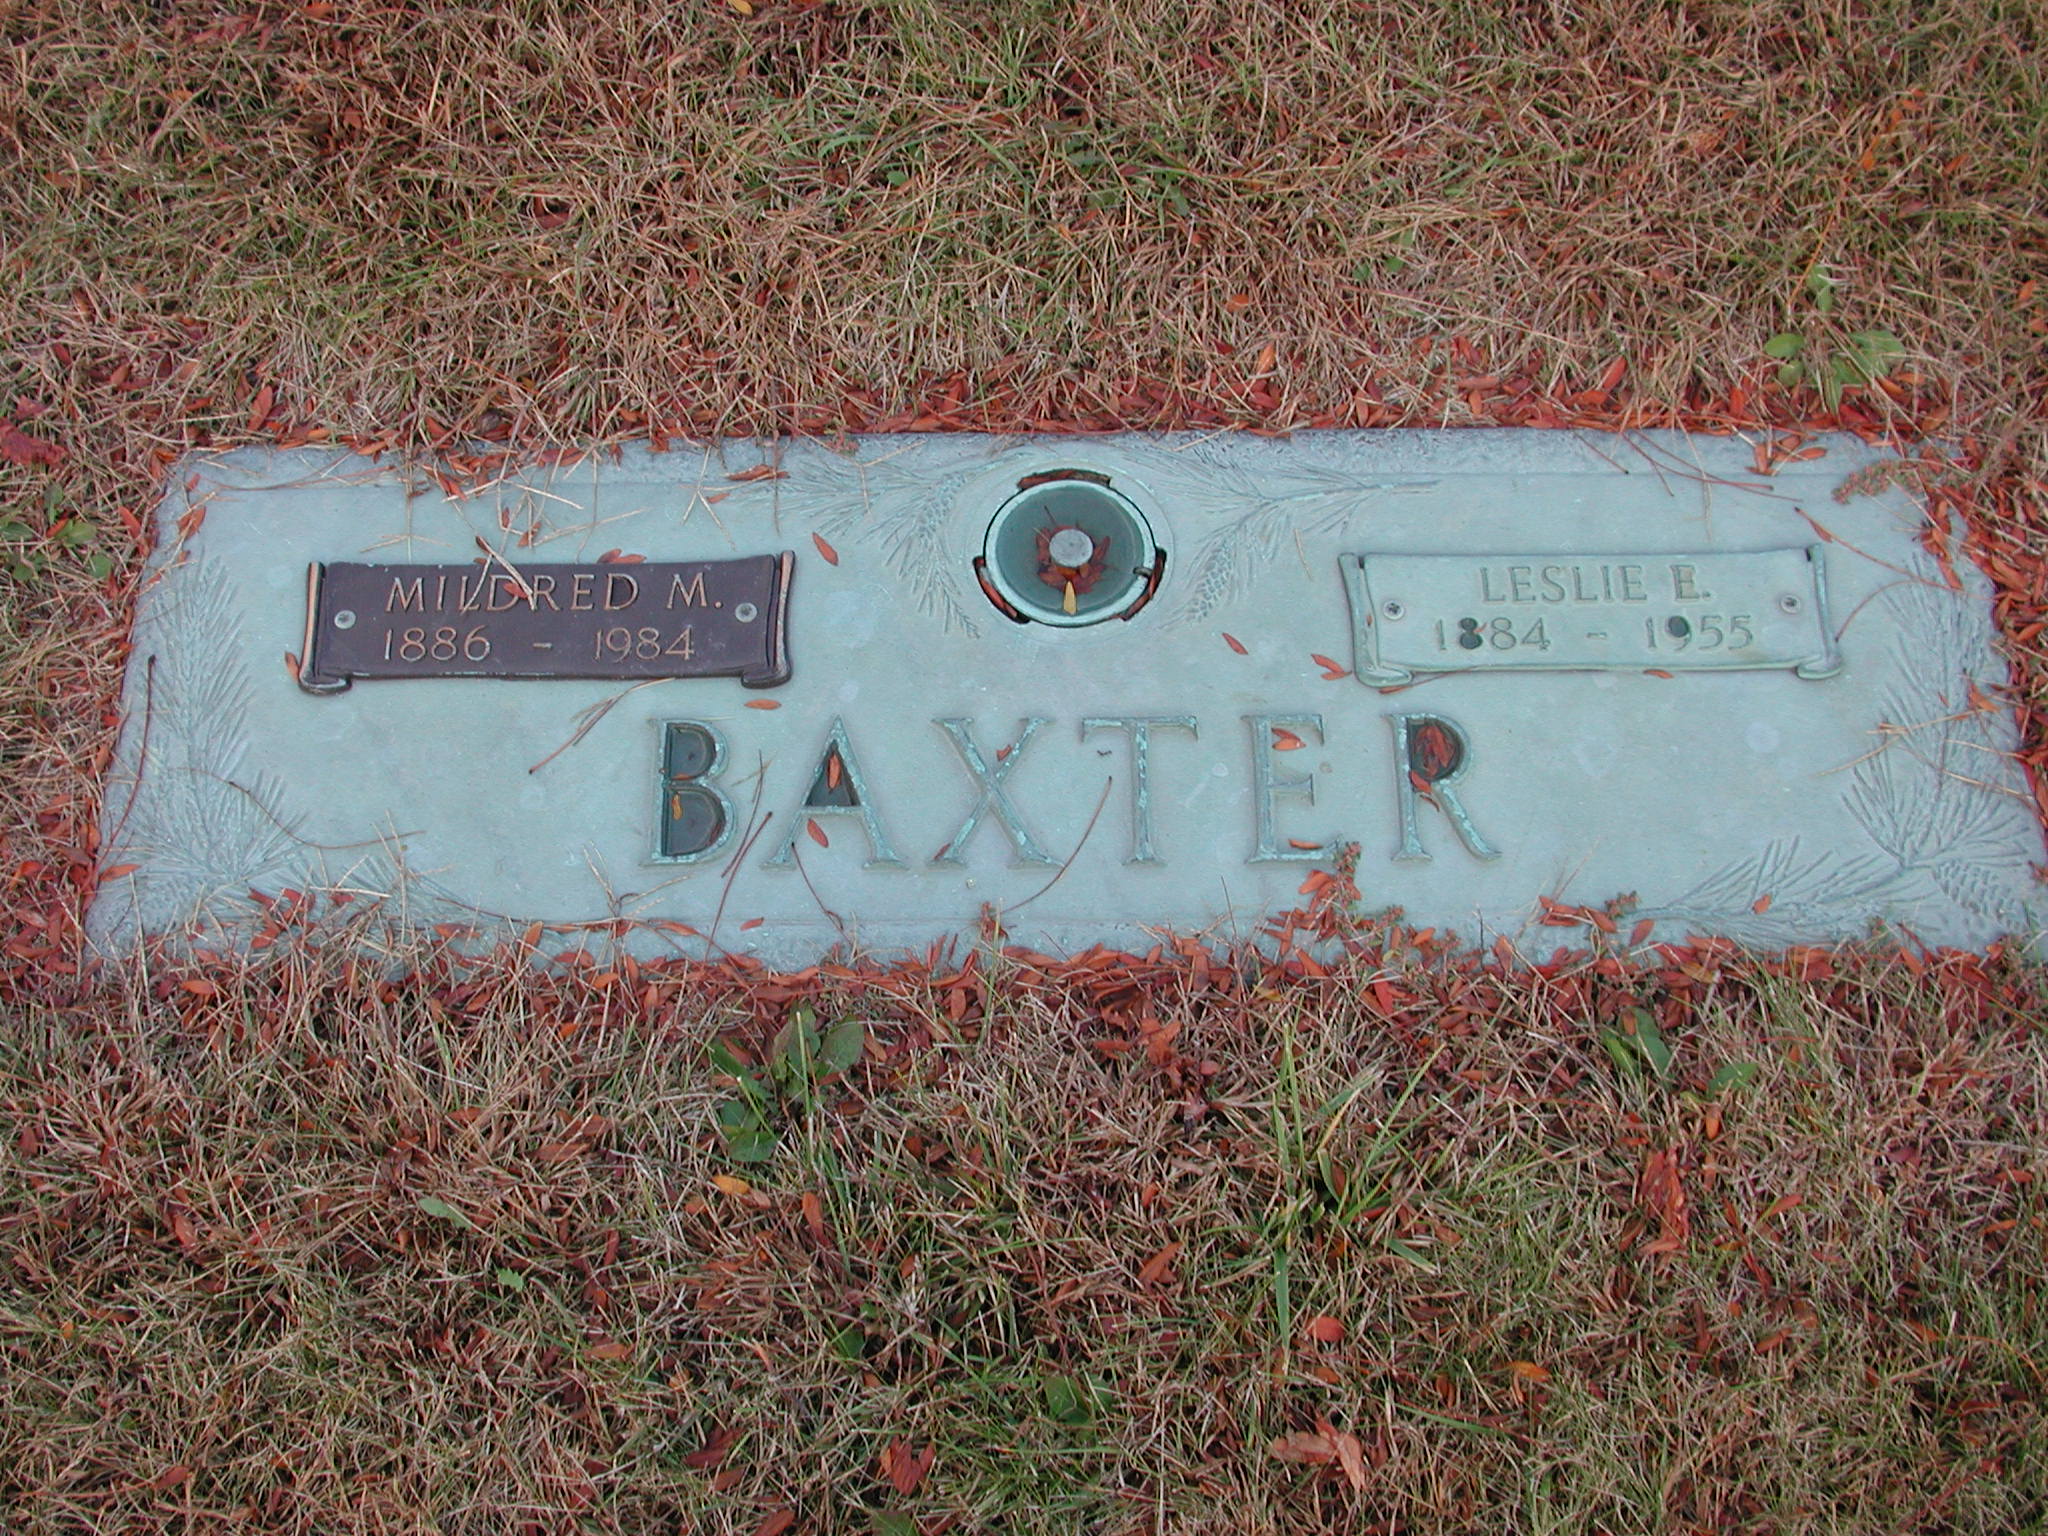 MILDRED M.
1886 - 1984
LESLIE E.
1884 - 1955
BAXTER